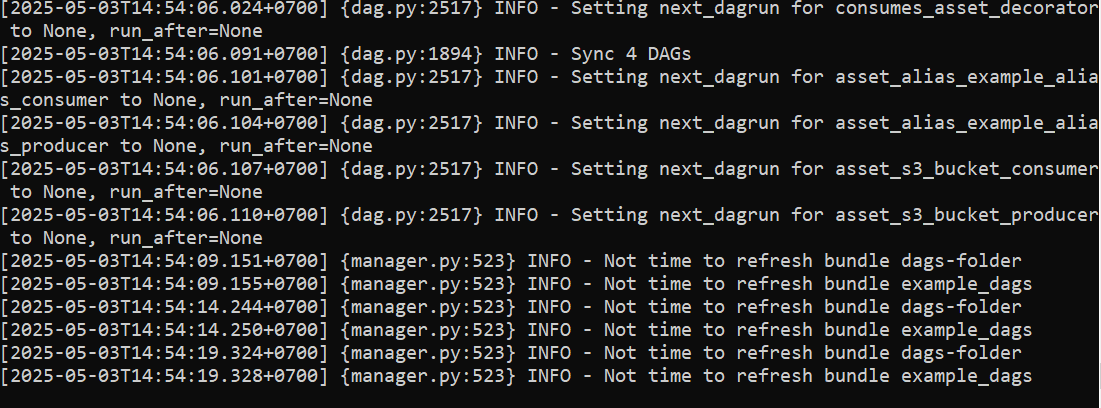 [2025-05-03T14:54:06.024+0700] {dag.py:2517} INFO - Setting next_dagrun for consumes_asset_decorator
 to None, run_after=None
[2025-05-03T14:54:06.091+0700] {dag.py:1894} INFO - Sync 4 DAGs
[2025-05-03T14:54:06.101+0700] {dag.py:2517} INFO - Setting next_dagrun for asset_alias_example_alia
s_consumer to None, run_after=None
[2025-05-03T14:54:06.104+0700] {dag.py:2517} INFO - Setting next_dagrun for asset_alias_example_alia
s_producer to None, run_after=None
[2025-05-03T14:54:06.107+0700] {dag.py:2517} INFO - Setting next_dagrun for asset_s3_bucket_consumer
 to None, run_after=None
[2025-05-03T14:54:06.110+0700] {dag.py:2517} INFO - Setting next_dagrun for asset_s3_bucket_producer
 to None, run_after=None
[2025-05-03T14:54:09.151+0700] {manager.py:523} INFO - Not time to refresh bundle dags-folder
[2025-05-03T14:54:09.155+0700] {manager.py:523} INFO - Not time to refresh bundle example_dags
[2025-05-03T14:54:14.244+0700] {manager.py:523} INFO - Not time to refresh bundle dags-folder
[2025-05-03T14:54:14.250+0700] {manager.py:523} INFO - Not time to refresh bundle example_dags
[2025-05-03T14:54:19.324+0700] {manager.py:523} INFO - Not time to refresh bundle dags-folder
[2025-05-03T14:54:19.328+0700] {manager.py:523} INFO - Not time to refresh bundle example_dags